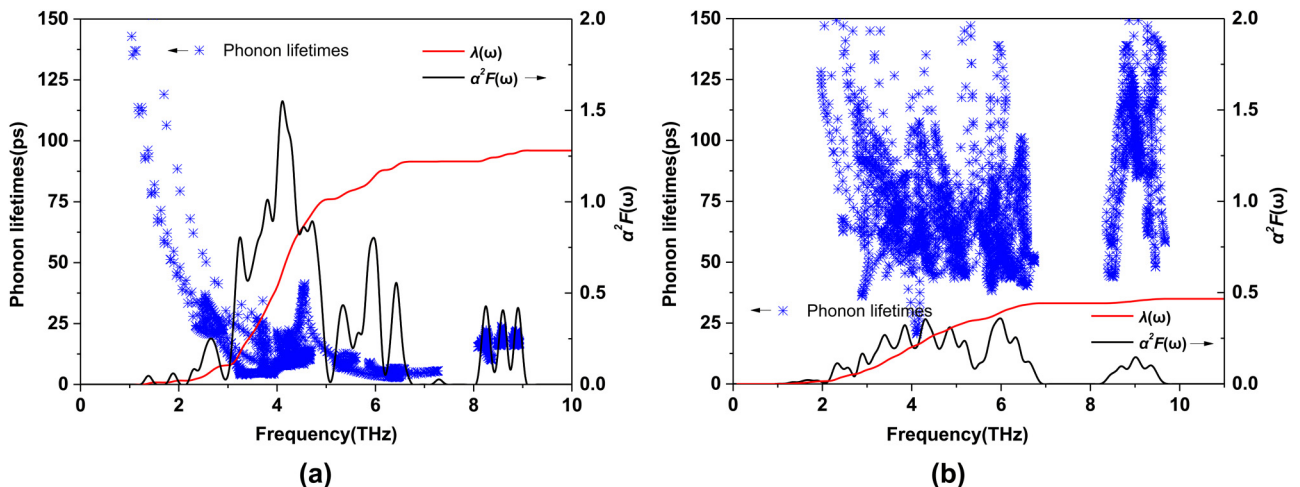 150
125
100
75
50
25
0
Phonon lifetimes(ps)
Phonon lifetimes
λ(ω)
α²F(ω)
2.0
1.5
1.0
0.5
0.0
α²F(ω)
0 2 4 6 8 10
Frequency(THz)
(a)
150
125
100
75
50
25
0
Phonon lifetimes(ps)
Phonon lifetimes
λ(ω)
α²F(ω)
2.0
1.5
1.0
0.5
0.0
α²F(ω)
0 2 4 6 8 10
Frequency(THz)
(b)